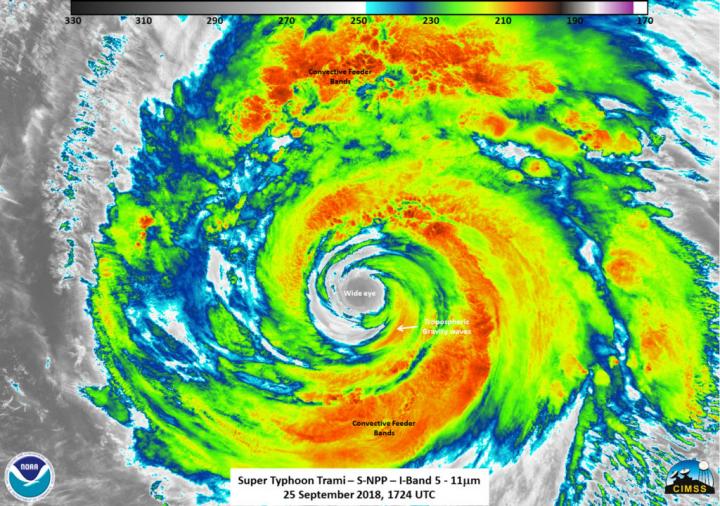 330 310 290 270 250 230 210 190 170
Convective Feeder
Bands
Wide eye
Tropospheric
Gravity waves
Convective Feeder
Bands
Super Typhoon Trami – S-NPP – I-Band 5 - 11µm
25 September 2018, 1724 UTC
NOAA
CIMSS